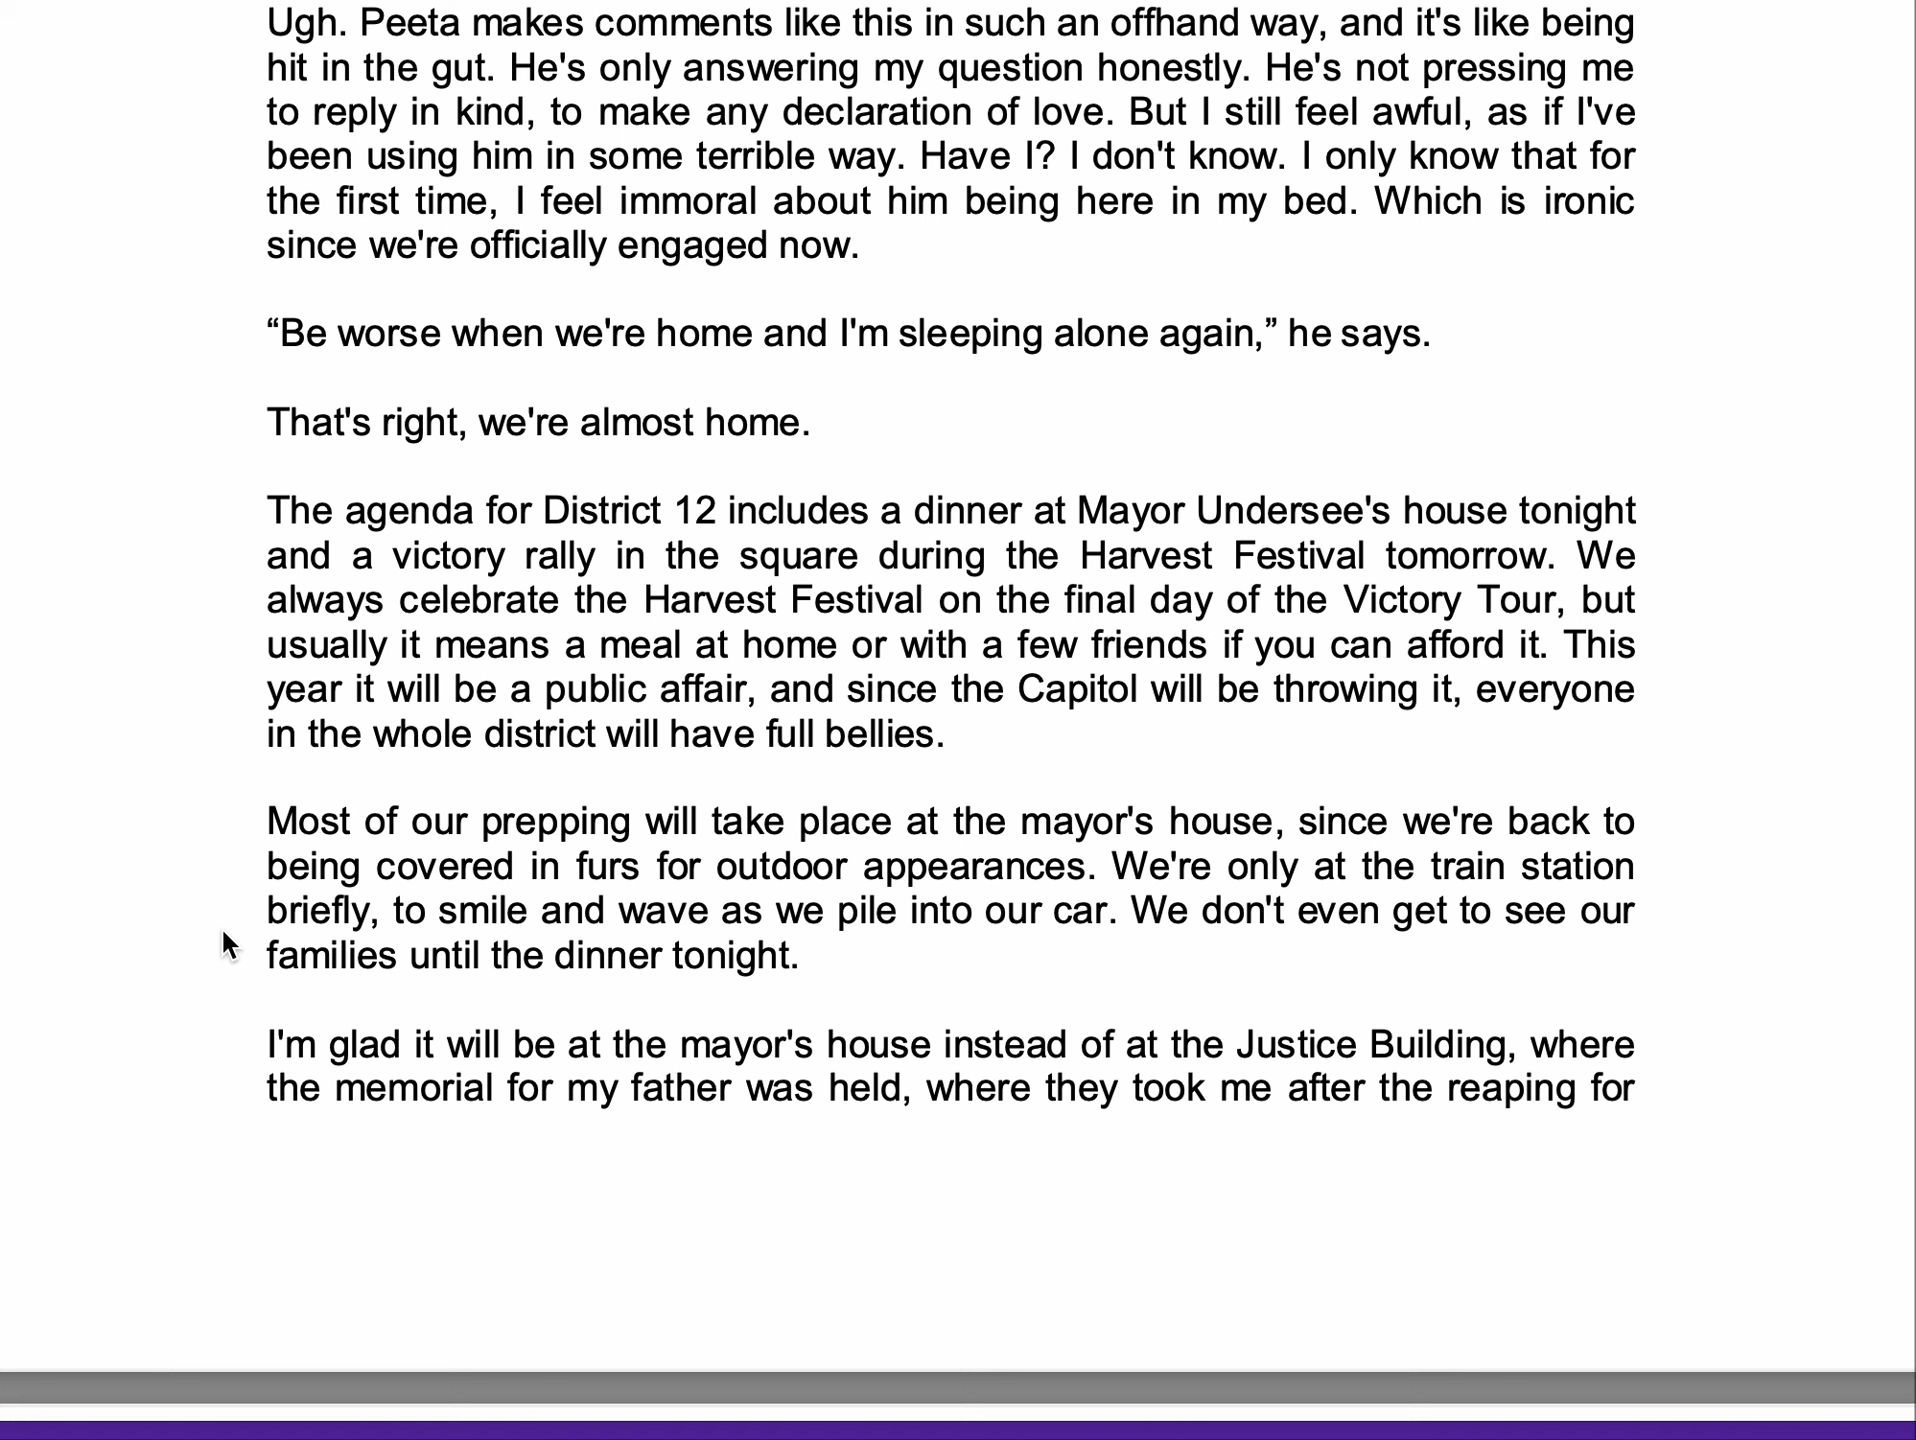 Ugh. Peeta makes comments like this in such an offhand way, and it's like being
hit in the gut. He's only answering my question honestly. He's not pressing me
to reply in kind, to make any declaration of love. But I still feel awful, as if I've
been using him in some terrible way. Have I? I don't know. I only know that for
the first time, I feel immoral about him being here in my bed. Which is ironic
since we're officially engaged now.
“Be worse when we're home and I'm sleeping alone again,” he says.
That's right, we're almost home.
The agenda for District 12 includes a dinner at Mayor Undersee's house tonight
and a victory rally in the square during the Harvest Festival tomorrow. We
always celebrate the Harvest Festival on the final day of the Victory Tour, but
usually it means a meal at home or with a few friends if you can afford it. This
year it will be a public affair, and since the Capitol will be throwing it, everyone
in the whole district will have full bellies.
Most of our prepping will take place at the mayor's house, since we're back to
being covered in furs for outdoor appearances. We're only at the train station
briefly, to smile and wave as we pile into our car. We don't even get to see our
families until the dinner tonight.
I'm glad it will be at the mayor's house instead of at the Justice Building, where
the memorial for my father was held, where they took me after the reaping for